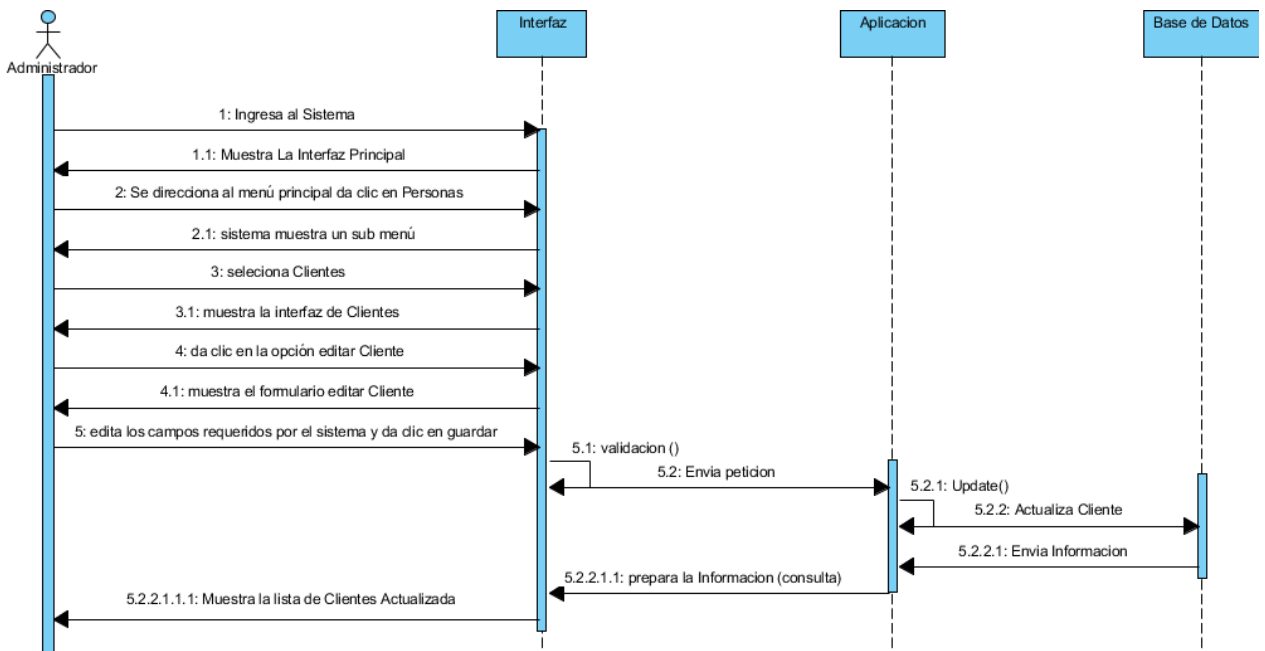 Interfaz
Aplicacion
Base de Datos
Administrador
1: Ingresa al Sistema
1.1: Muestra La Interfaz Principal
2: Se direcciona al menú principal da clic en Personas
2.1: sistema muestra un sub menú
3: seleciona Clientes
3.1: muestra la interfaz de Clientes
4: da clic en la opción editar Cliente
4.1: muestra el formulario editar Cliente
5: edita los campos requeridos por el sistema y da clic en guardar
5.1: validacion ()
5.2: Envia peticion
5.2.1: Update()
5.2.2: Actualiza Cliente
5.2.2.1: Envia Informacion
5.2.2.1.1: prepara la Informacion (consulta)
5.2.2.1.1.1: Muestra la lista de Clientes Actualizada